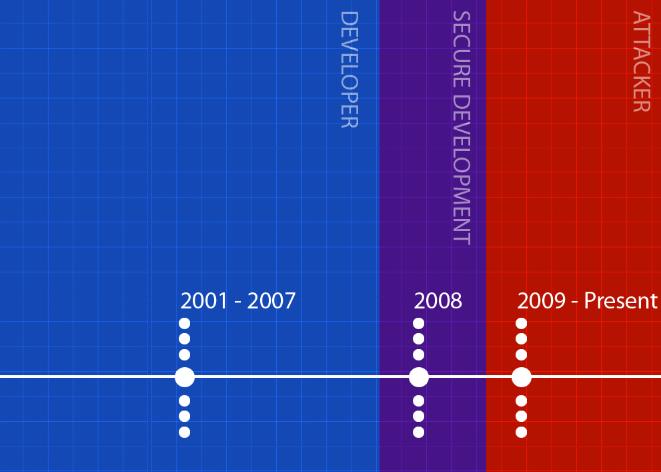 DEVELOPER
SECURE DEVELOPMENT
ATTACKER
2001 - 2007
2008
2009 - Present